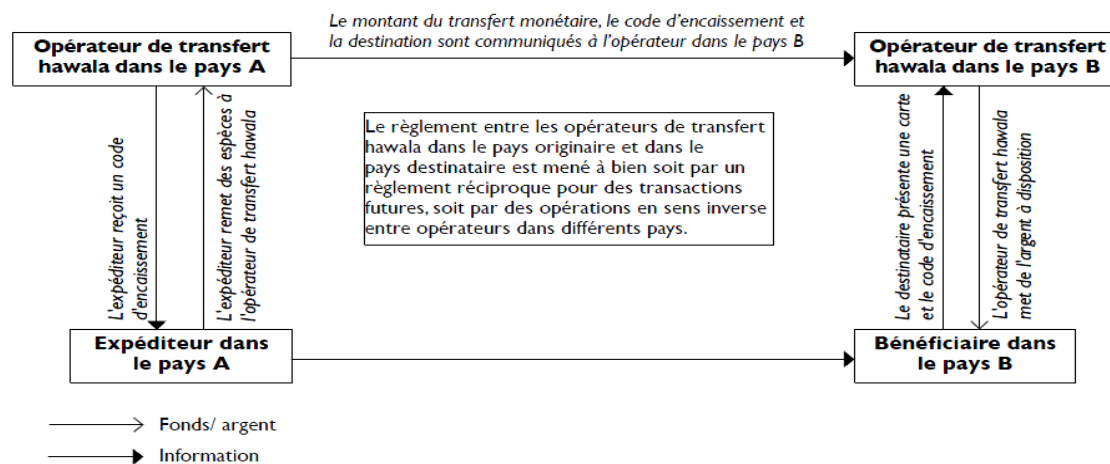 Le montant du transfert monétaire, le code d'encaissement et
la destination sont communiqués à l'opérateur dans le pays B
Opérateur de transfert
hawala dans le pays A
Opérateur de transfert
hawala dans le pays B
L'expéditeur reçoit un code
d'encaissement
L'expéditeur remet des espèces à
l'opérateur de transfert hawala
Le règlement entre les opérateurs de transfert
hawala dans le pays originaire et dans le
pays destinataire est mené à bien soit par un
règlement réciproque pour des transactions
futures, soit par des opérations en sens inverse
entre opérateurs dans différents pays.
Le destinataire présente une carte
et le code d'encaissement
L'opérateur de transfert hawala
met de l'argent à disposition
Expéditeur dans
le pays A
Bénéficiaire dans
le pays B
Fonds/ argent
Information